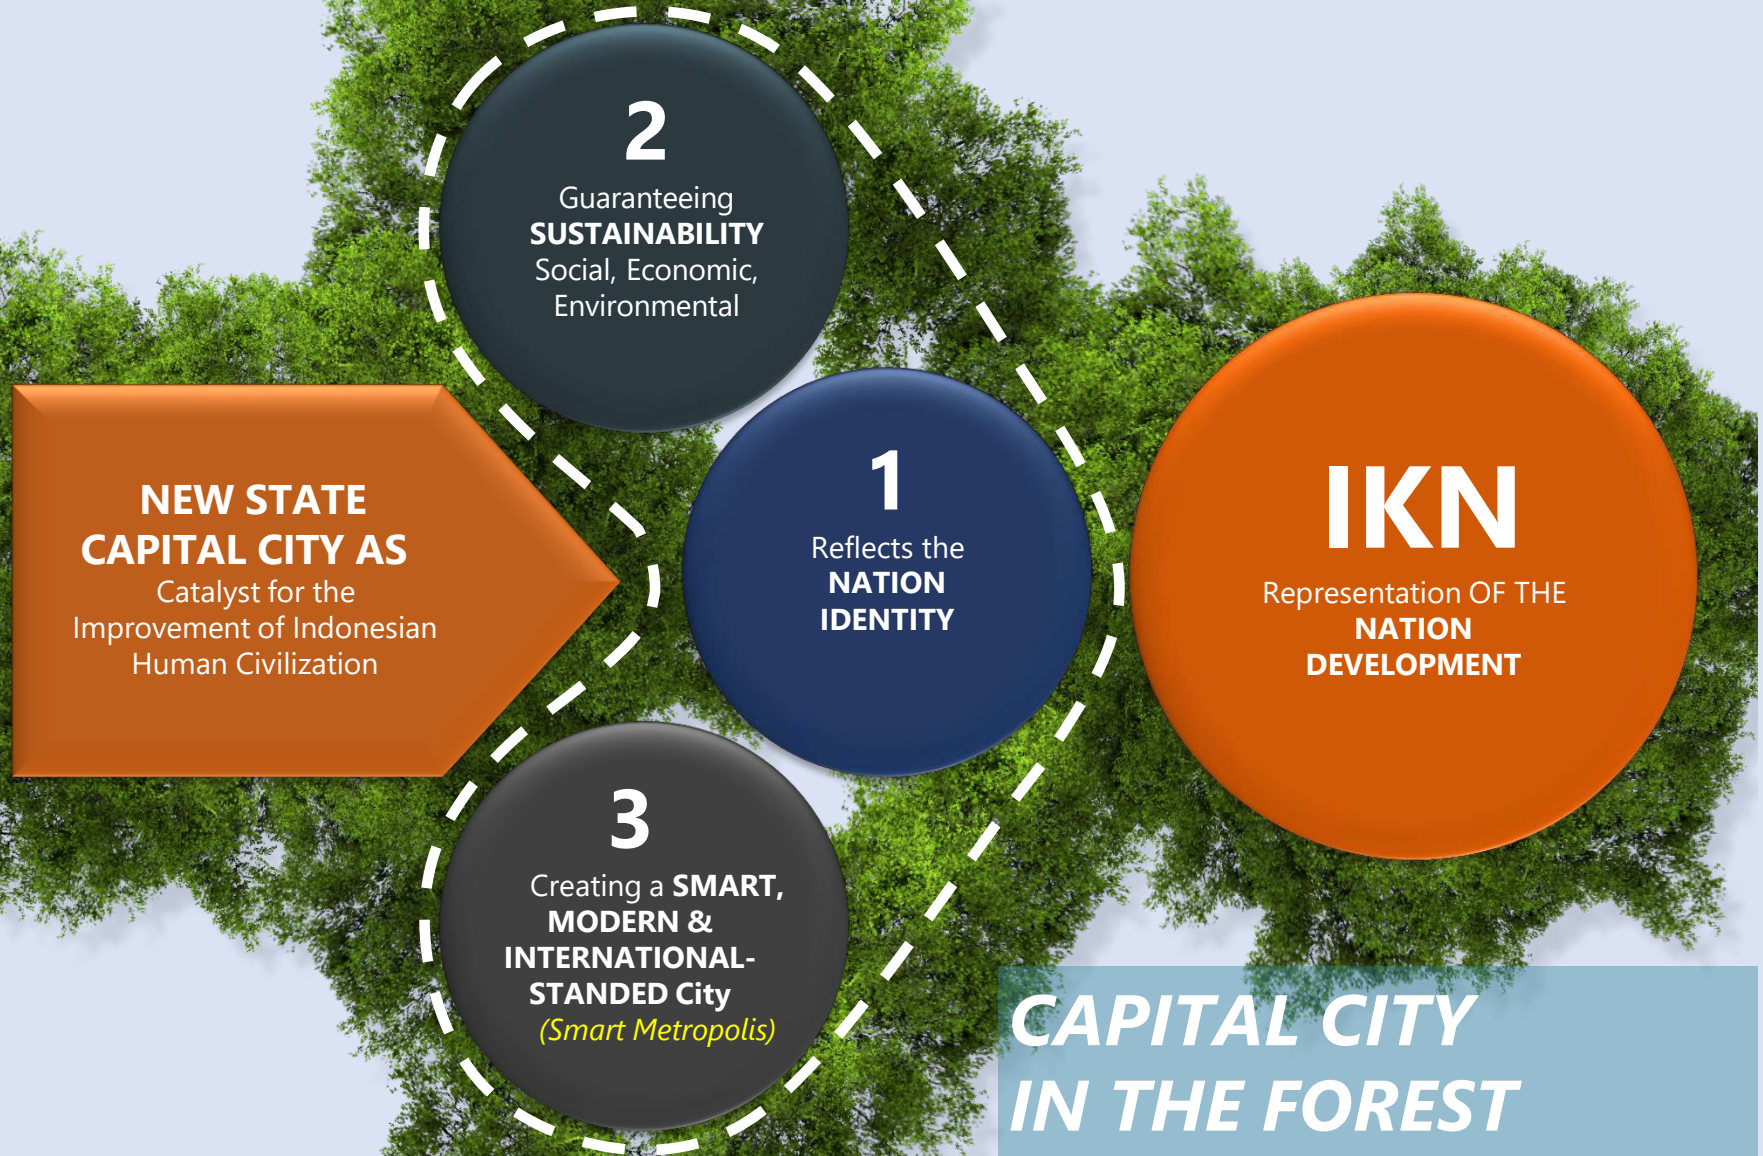 NEW STATE
CAPITAL CITY AS
Catalyst for the
Improvement of Indonesian
Human Civilization
2
Guaranteeing
SUSTAINABILITY
Social, Economic,
Environmental
1
Reflects the
NATION
IDENTITY
3
Creating a SMART,
MODERN &
INTERNATIONAL-
STANDED City
(Smart Metropolis)
IKN
Representation OF THE
NATION
DEVELOPMENT
CAPITAL CITY
IN THE FOREST